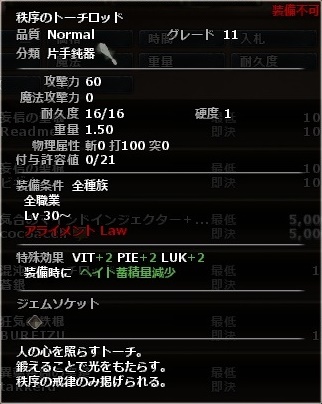 装備不可
秩序のトーチロッド
品質 Normal グレード 11
分類 片手鈍器
攻撃力 60
魔法攻撃力 0
耐久度 16/16 硬度 1
重量 1.50
物理属性 斬0 打100 突0
付与許容値 0/21
装備条件 全種族
全職業
Lv 30～
アライメント Law
特殊効果 VIT+2 PIE+2 LUK+2
装備時に ヘイト蓄積量減少
ジェムソケット
人の心を照らすトーチ。
鍛えることで光をもたらす。
秩序の戒律のみ掲げられる。